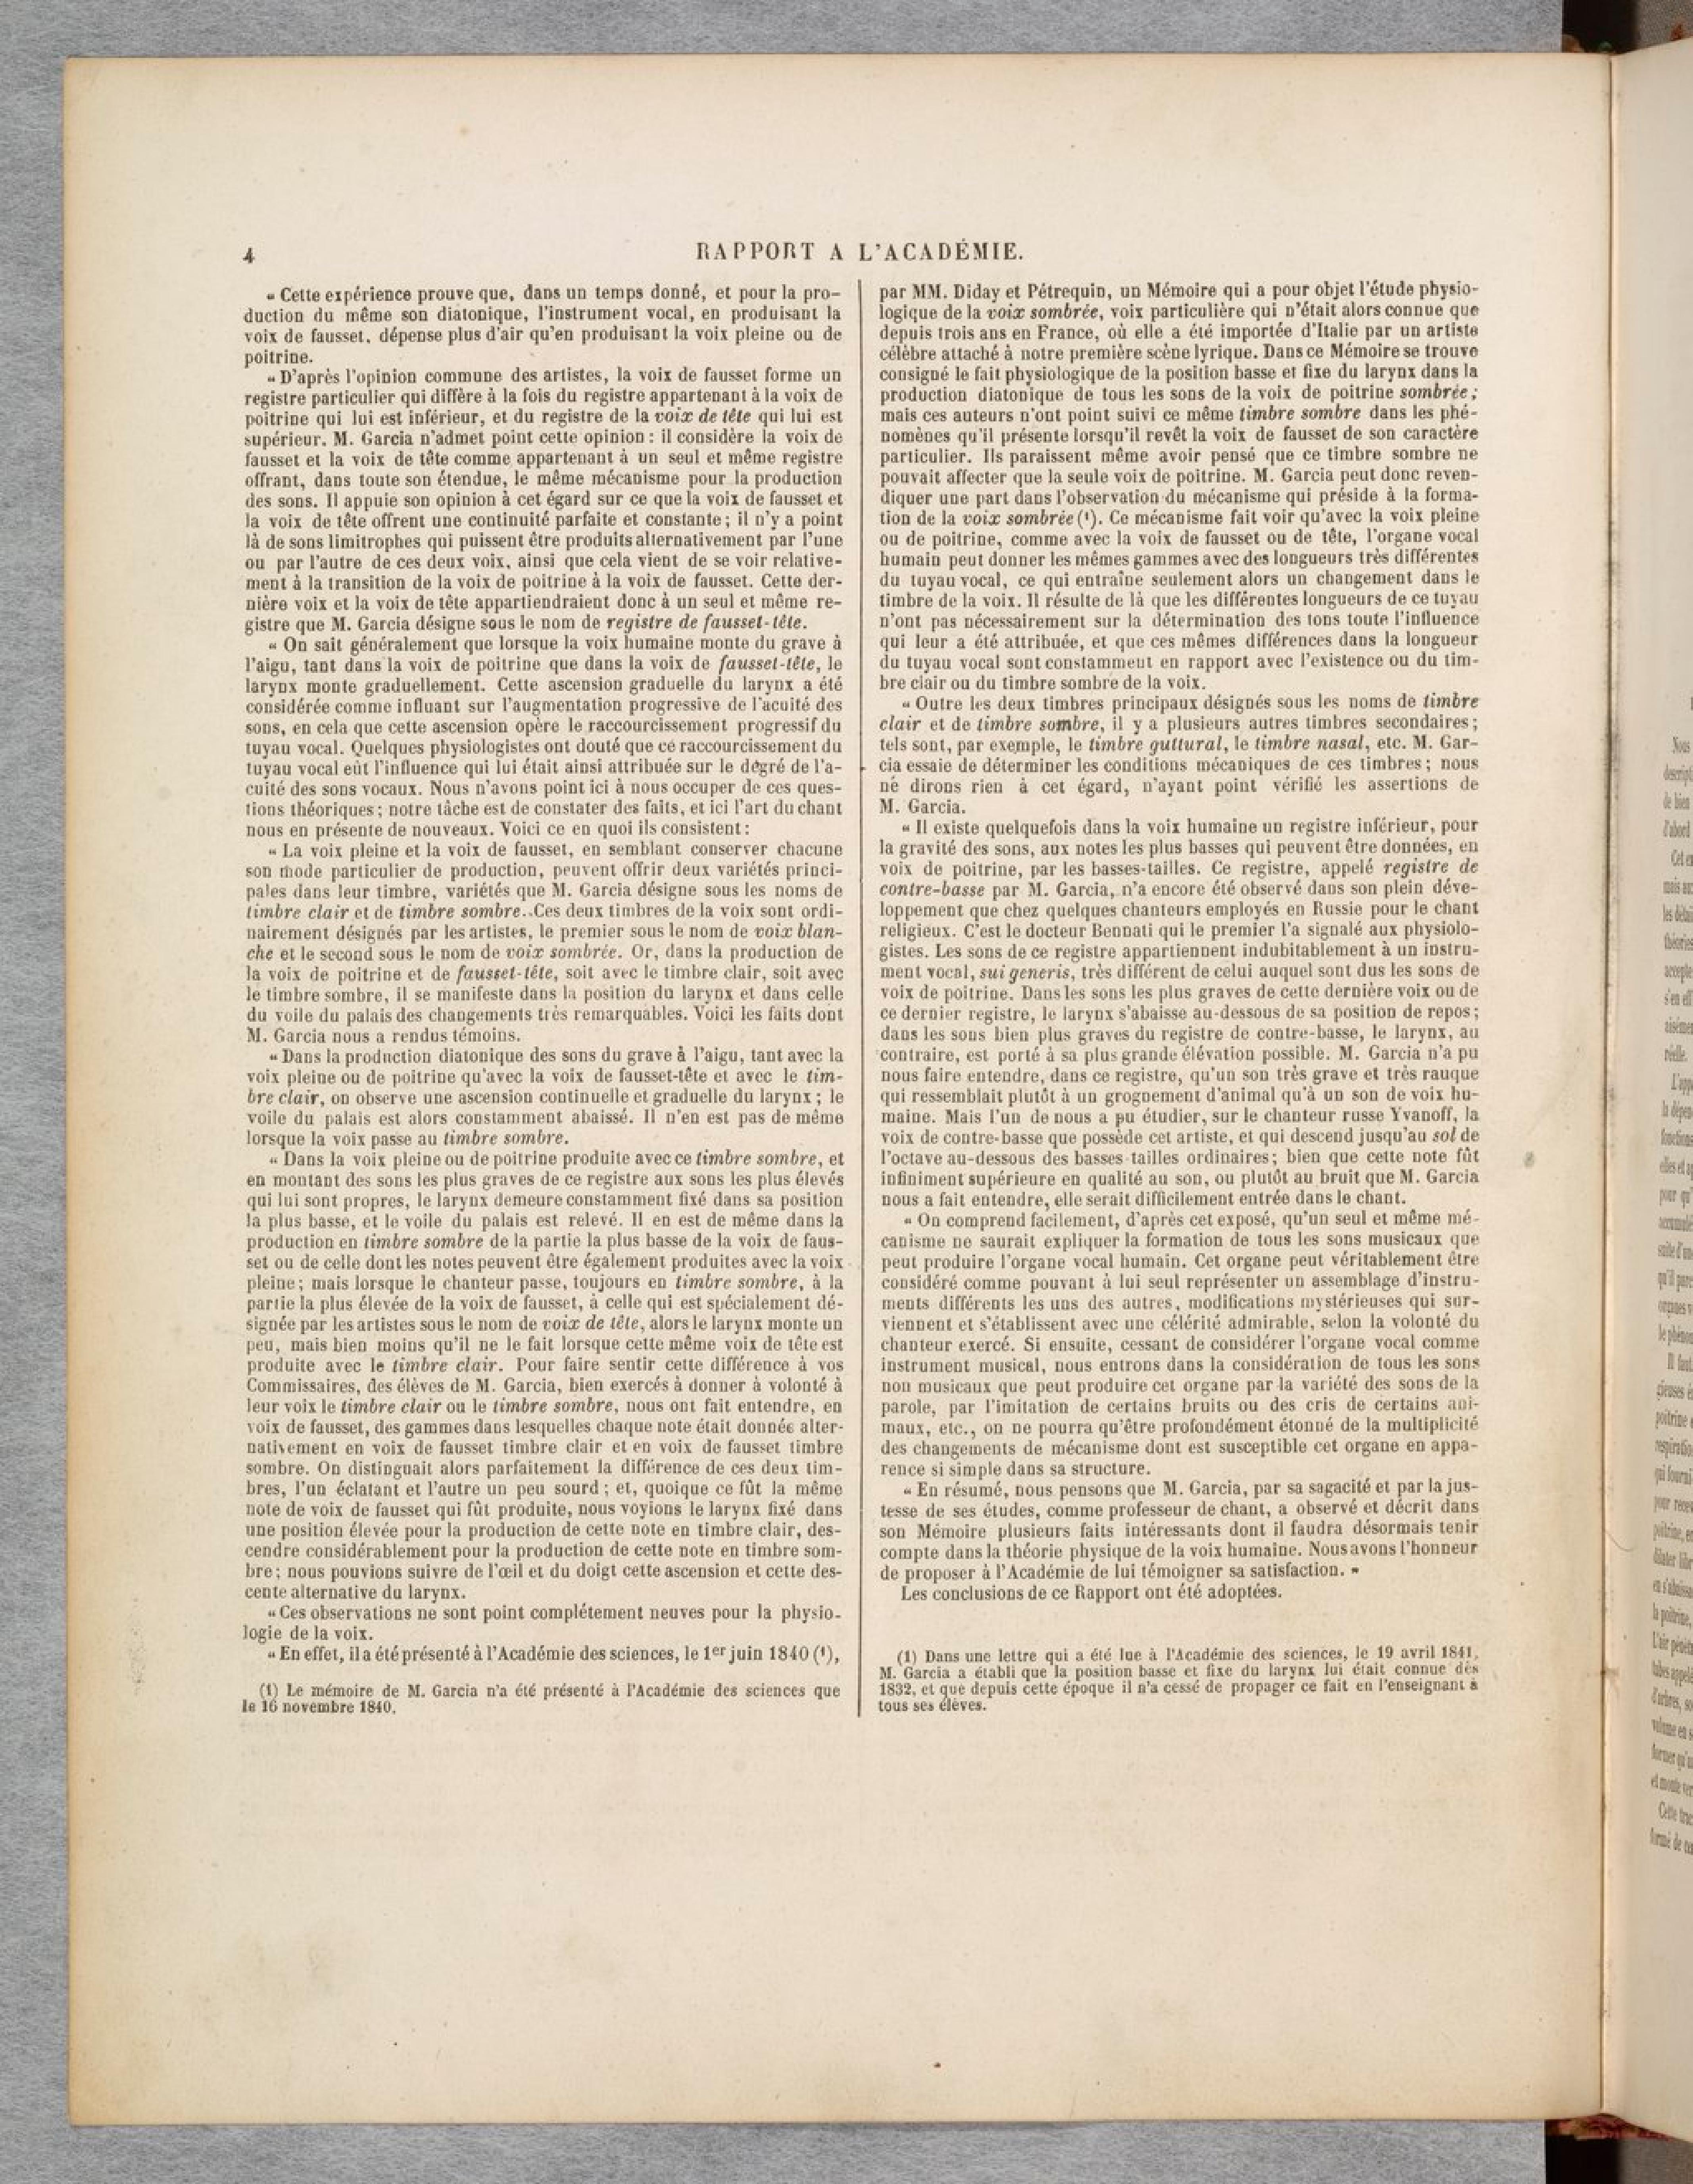 4
RAPPORT A L'ACADÉMIE.
« Cette expérience prouve que, dans un temps donné, et pour la pro-
duction du même son diatonique, l'instrument vocal, en produisant la
voix de fausset, dépense plus d'air qu'en produisant la voix pleine ou de
poitrine.
« D'après l'opinion commune des artistes, la voix de fausset forme un
registre particulier qui diffère à la fois du registre appartenant à la voix de
poitrine qui lui est inférieur, et du registre de la voix de tête qui lui est
supérieur. M. Garcia n'admet point cette opinion : il considère la voix de
fausset et la voix de tête comme appartenant à un seul et même registre
offrant, dans toute son étendue, le même mécanisme pour la production
des sons. Il appuie son opinion à cet égard sur ce que la voix de fausset et
la voix de tête offrent une continuité parfaite et constante ; il n'y a point
là de sons limitrophes qui puissent être produits alternativement par l'une
ou par l'autre de ces deux voix, ainsi que cela vient de se voir relative-
ment à la transition de la voix de poitrine à la voix de fausset. Cette der-
nière voix et la voix de tête appartiendraient donc à un seul et même re-
gistre que M. Garcia désigne sous le nom de registre de fausset-tête.
« On sait généralement que lorsque la voix humaine monte du grave à
l'aigu, tant dans la voix de poitrine que dans la voix de fausset-tête, le
larynx monte graduellement. Cette ascension graduelle du larynx a été
considérée comme influant sur l'augmentation progressive de l'acuité des
sons, en cela que cette ascension opère le raccourcissement progressif du
tuyau vocal. Quelques physiologistes ont douté que ce raccourcissement du
tuyau vocal eût l'influence qui lui était ainsi attribuée sur le degré de l'a-
cuité des sons vocaux. Nous n'avons point ici à nous occuper de ces ques-
tions théoriques ; notre tâche est de constater des faits, et ici l'art du chant
nous en présente de nouveaux. Voici ce en quoi ils consistent :
« La voix pleine et la voix de fausset, en semblant conserver chacune
son mode particulier de production, peuvent offrir deux variétés princi-
pales dans leur timbre, variétés que M. Garcia désigne sous les noms de
timbre clair et de timbre sombre. Ces deux timbres de la voix sont ordi-
nairement désignés par les artistes, le premier sous le nom de voix blan-
che et le second sous le nom de voix sombrée. Or, dans la production de
la voix de poitrine et de fausset-tête, soit avec le timbre clair, soit avec
le timbre sombre, il se manifeste dans la position du larynx et dans celle
du voile du palais des changements très remarquables. Voici les faits dont
M. Garcia nous a rendus témoins.
« Dans la production diatonique des sons du grave à l'aigu, tant avec la
voix pleine ou de poitrine qu'avec la voix de fausset-tête et avec le tim-
bre clair, on observe une ascension continuelle et graduelle du larynx ; le
voile du palais est alors constamment abaissé. Il n'en est pas de même
lorsque la voix passe au timbre sombre.
« Dans la voix pleine ou de poitrine produite avec ce timbre sombre, et
en montant des sons les plus graves de ce registre aux sons les plus élevés
qui lui sont propres, le larynx demeure constamment fixé dans sa position
la plus basse, et le voile du palais est relevé. Il en est de même dans la
production en timbre sombre de la partie la plus basse de la voix de faus-
set ou de celle dont les notes peuvent être également produites avec la voix
pleine ; mais lorsque le chanteur passe, toujours en timbre sombre, à la
partie la plus élevée de la voix de fausset, à celle qui est spécialement dé-
signée par les artistes sous le nom de voix de tête, alors le larynx monte un
peu, mais bien moins qu'il ne le fait lorsque cette même voix de tête est
produite avec le timbre clair. Pour faire sentir cette différence à vos
Commissaires, des élèves de M. Garcia, bien exercés à donner à volonté à
leur voix le timbre clair ou le timbre sombre, nous ont fait entendre, en
voix de fausset, des gammes dans lesquelles chaque note était donnée alter-
nativement en voix de fausset timbre clair et en voix de fausset timbre
sombre. On distinguait alors parfaitement la différence de ces deux tim-
bres, l'un éclatant et l'autre un peu sourd ; et, quoique ce fût la même
note de voix de fausset qui fût produite, nous voyions le larynx fixé dans
une position élevée pour la production de cette note en timbre clair, des-
cendre considérablement pour la production de cette note en timbre som-
bre ; nous pouvions suivre de l'œil et du doigt cette ascension et cette des-
cente alternative du larynx.
« Ces observations ne sont point complétement neuves pour la physio-
logie de la voix.
« En effet, il a été présenté à l'Académie des sciences, le 1er juin 1840 (1),
(1) Le mémoire de M. Garcia n'a été présenté à l'Académie des sciences que
le 16 novembre 1840.
par MM. Diday et Pétrequin, un Mémoire qui a pour objet l'étude physio-
logique de la voix sombrée, voix particulière qui n'était alors connue que
depuis trois ans en France, où elle a été importée d'Italie par un artiste
célèbre attaché à notre première scène lyrique. Dans ce Mémoire se trouve
consigné le fait physiologique de la position basse et fixe du larynx dans la
production diatonique de tous les sons de la voix de poitrine sombrée ;
mais ces auteurs n'ont point suivi ce même timbre sombre dans les phé-
nomènes qu'il présente lorsqu'il revêt la voix de fausset de son caractère
particulier. Ils paraissent même avoir pensé que ce timbre sombre ne
pouvait affecter que la seule voix de poitrine. M. Garcia peut donc reven-
diquer une part dans l'observation du mécanisme qui préside à la forma-
tion de la voix sombrée (1). Ce mécanisme fait voir qu'avec la voix pleine
ou de poitrine, comme avec la voix de fausset ou de tête, l'organe vocal
humain peut donner les mêmes gammes avec des longueurs très différentes
du tuyau vocal, ce qui entraîne seulement alors un changement dans le
timbre de la voix. Il résulte de là que les différentes longueurs de ce tuyau
n'ont pas nécessairement sur la détermination des tons toute l'influence
qui leur a été attribuée, et que ces mêmes différences dans la longueur
du tuyau vocal sont constamment en rapport avec l'existence ou du tim-
bre clair ou du timbre sombre de la voix.
« Outre les deux timbres principaux désignés sous les noms de timbre
clair et de timbre sombre, il y a plusieurs autres timbres secondaires ;
tels sont, par exemple, le timbre guttural, le timbre nasal, etc. M. Gar-
cia essaie de déterminer les conditions mécaniques de ces timbres ; nous
ne dirons rien à cet égard, n'ayant point vérifié les assertions de
M. Garcia.
« Il existe quelquefois dans la voix humaine un registre inférieur, pour
la gravité des sons, aux notes les plus basses qui peuvent être données, en
voix de poitrine, par les basses-tailles. Ce registre, appelé registre de
contre-basse par M. Garcia, n'a encore été observé dans son plein déve-
loppement que chez quelques chanteurs employés en Russie pour le chant
religieux. C'est le docteur Bennati qui le premier l'a signalé aux physiolo-
gistes. Les sons de ce registre appartiennent indubitablement à un instru-
ment vocal, sui generis, très différent de celui auquel sont dus les sons de
voix de poitrine. Dans les sons les plus graves de cette dernière voix ou de
ce dernier registre, le larynx s'abaisse au-dessous de sa position de repos ;
dans les sons bien plus graves du registre de contre-basse, le larynx, au
contraire, est porté à sa plus grande élévation possible. M. Garcia n'a pu
nous faire entendre, dans ce registre, qu'un son très grave et très rauque
qui ressemblait plutôt à un grognement d'animal qu'à un son de voix hu-
maine. Mais l'un de nous a pu étudier, sur le chanteur russe Yvanoff, la
voix de contre-basse que possède cet artiste, et qui descend jusqu'au sol de
l'octave au-dessous des basses-tailles ordinaires ; bien que cette note fût
infiniment supérieure en qualité au son, ou plutôt au bruit que M. Garcia
nous a fait entendre, elle serait difficilement entrée dans le chant.
« On comprend facilement, d'après cet exposé, qu'un seul et même mé-
canisme ne saurait expliquer la formation de tous les sons musicaux que
peut produire l'organe vocal humain. Cet organe peut véritablement être
considéré comme pouvant à lui seul représenter un assemblage d'instru-
ments différents les uns des autres, modifications mystérieuses qui sur-
viennent et s'établissent avec une célérité admirable, selon la volonté du
chanteur exercé. Si ensuite, cessant de considérer l'organe vocal comme
instrument musical, nous entrons dans la considération de tous les sons
non musicaux que peut produire cet organe par la variété des sons de la
parole, par l'imitation de certains bruits ou des cris de certains ani-
maux, etc., on ne pourra qu'être profondément étonné de la multiplicité
des changements de mécanisme dont est susceptible cet organe en appa-
rence si simple dans sa structure.
« En résumé, nous pensons que M. Garcia, par sa sagacité et par la jus-
tesse de ses études, comme professeur de chant, a observé et décrit dans
son Mémoire plusieurs faits intéressants dont il faudra désormais tenir
compte dans la théorie physique de la voix humaine. Nous avons l'honneur
de proposer à l'Académie de lui témoigner sa satisfaction. »
Les conclusions de ce Rapport ont été adoptées.
(1) Dans une lettre qui a été lue à l'Académie des sciences, le 19 avril 1841,
M. Garcia a établi que la position basse et fixe du larynx lui était connue dès
1832, et que depuis cette époque il n'a cessé de propager ce fait en l'enseignant à
tous ses élèves.